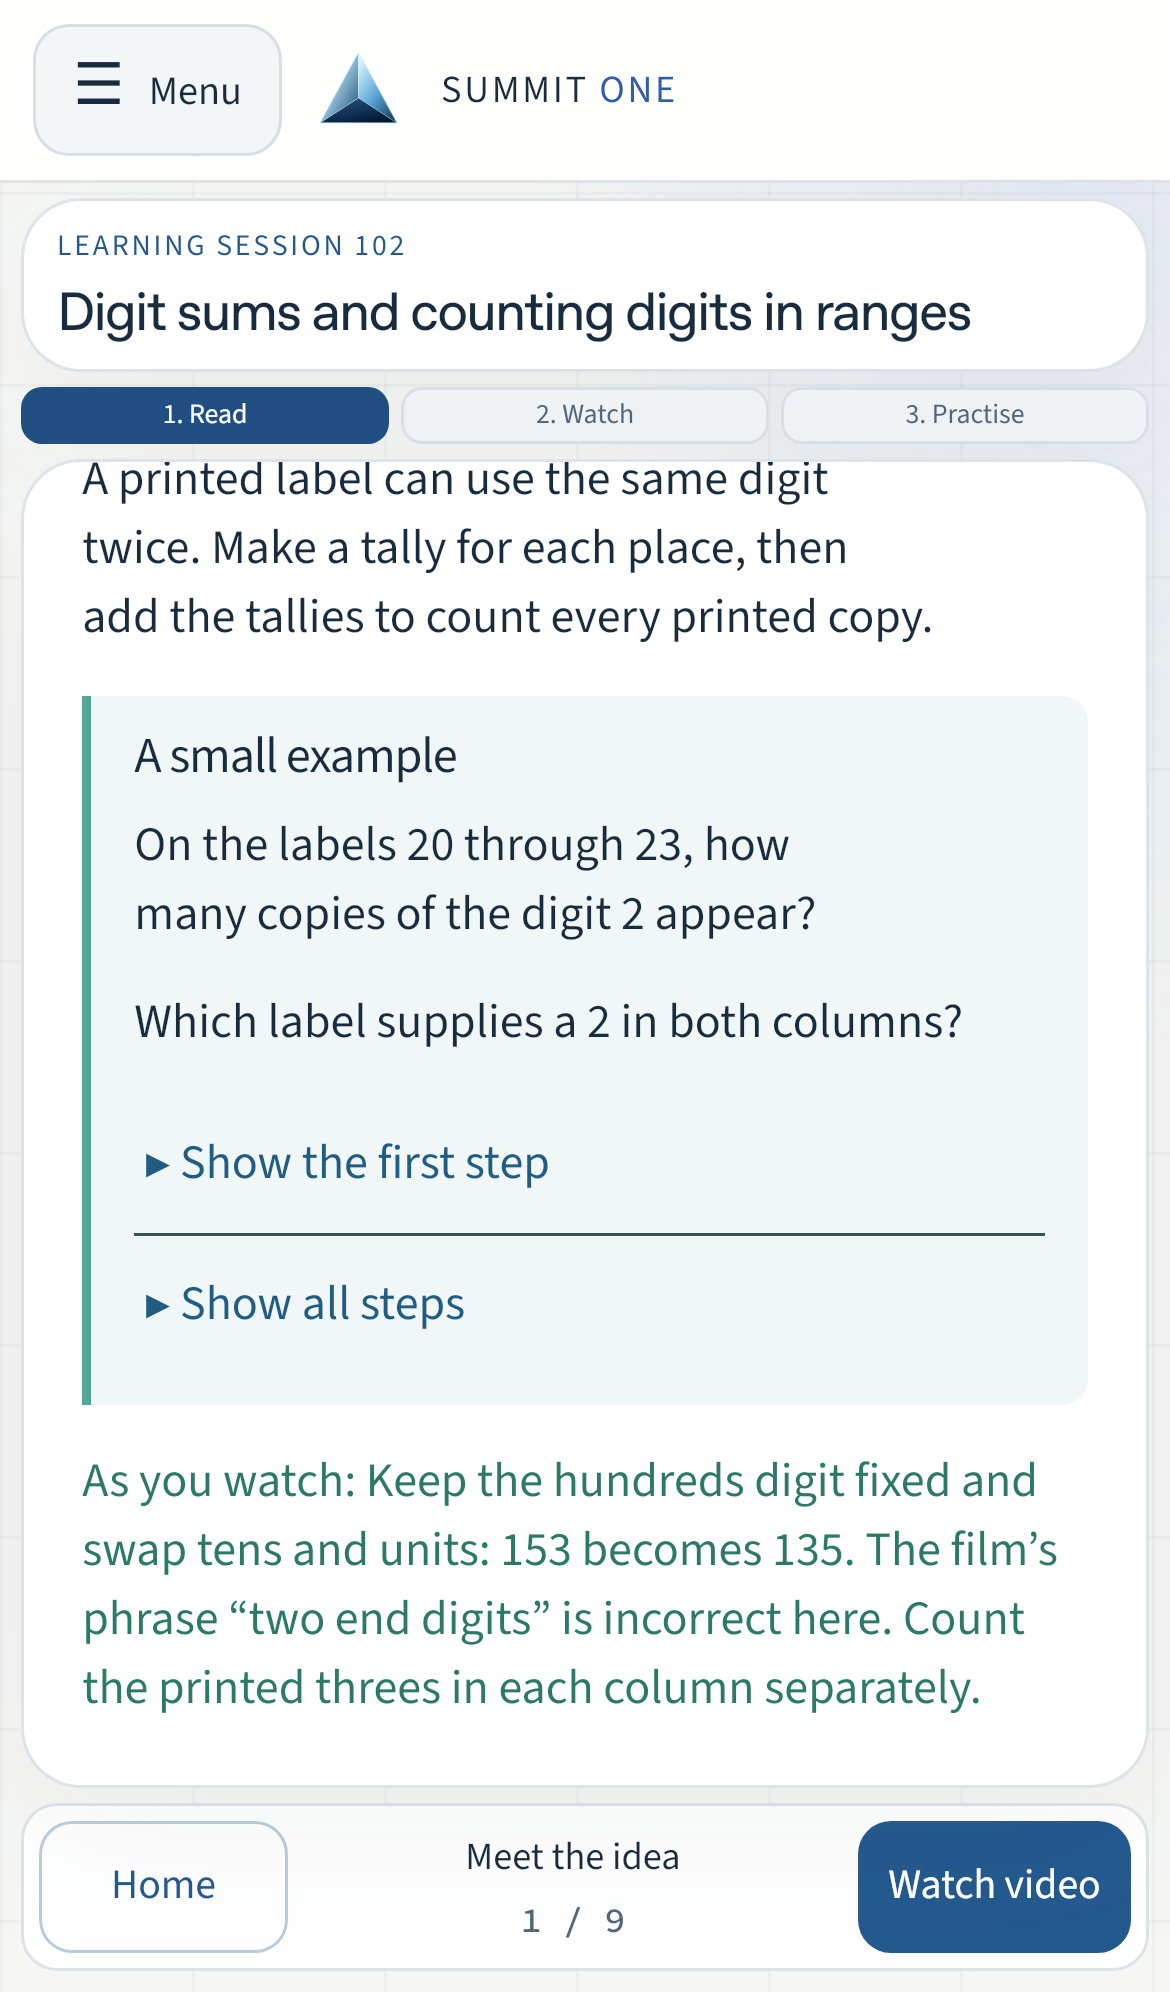 ☰ Menu
SUMMIT ONE
LEARNING SESSION 102
Digit sums and counting digits in ranges
1. Read
2. Watch
3. Practise
A printed label can use the same digit
twice. Make a tally for each place, then
add the tallies to count every printed copy.
A small example
On the labels 20 through 23, how
many copies of the digit 2 appear?
Which label supplies a 2 in both columns?
▸ Show the first step
▸ Show all steps
As you watch: Keep the hundreds digit fixed and
swap tens and units: 153 becomes 135. The film’s
phrase “two end digits” is incorrect here. Count
the printed threes in each column separately.
Home
Meet the idea
1 / 9
Watch video